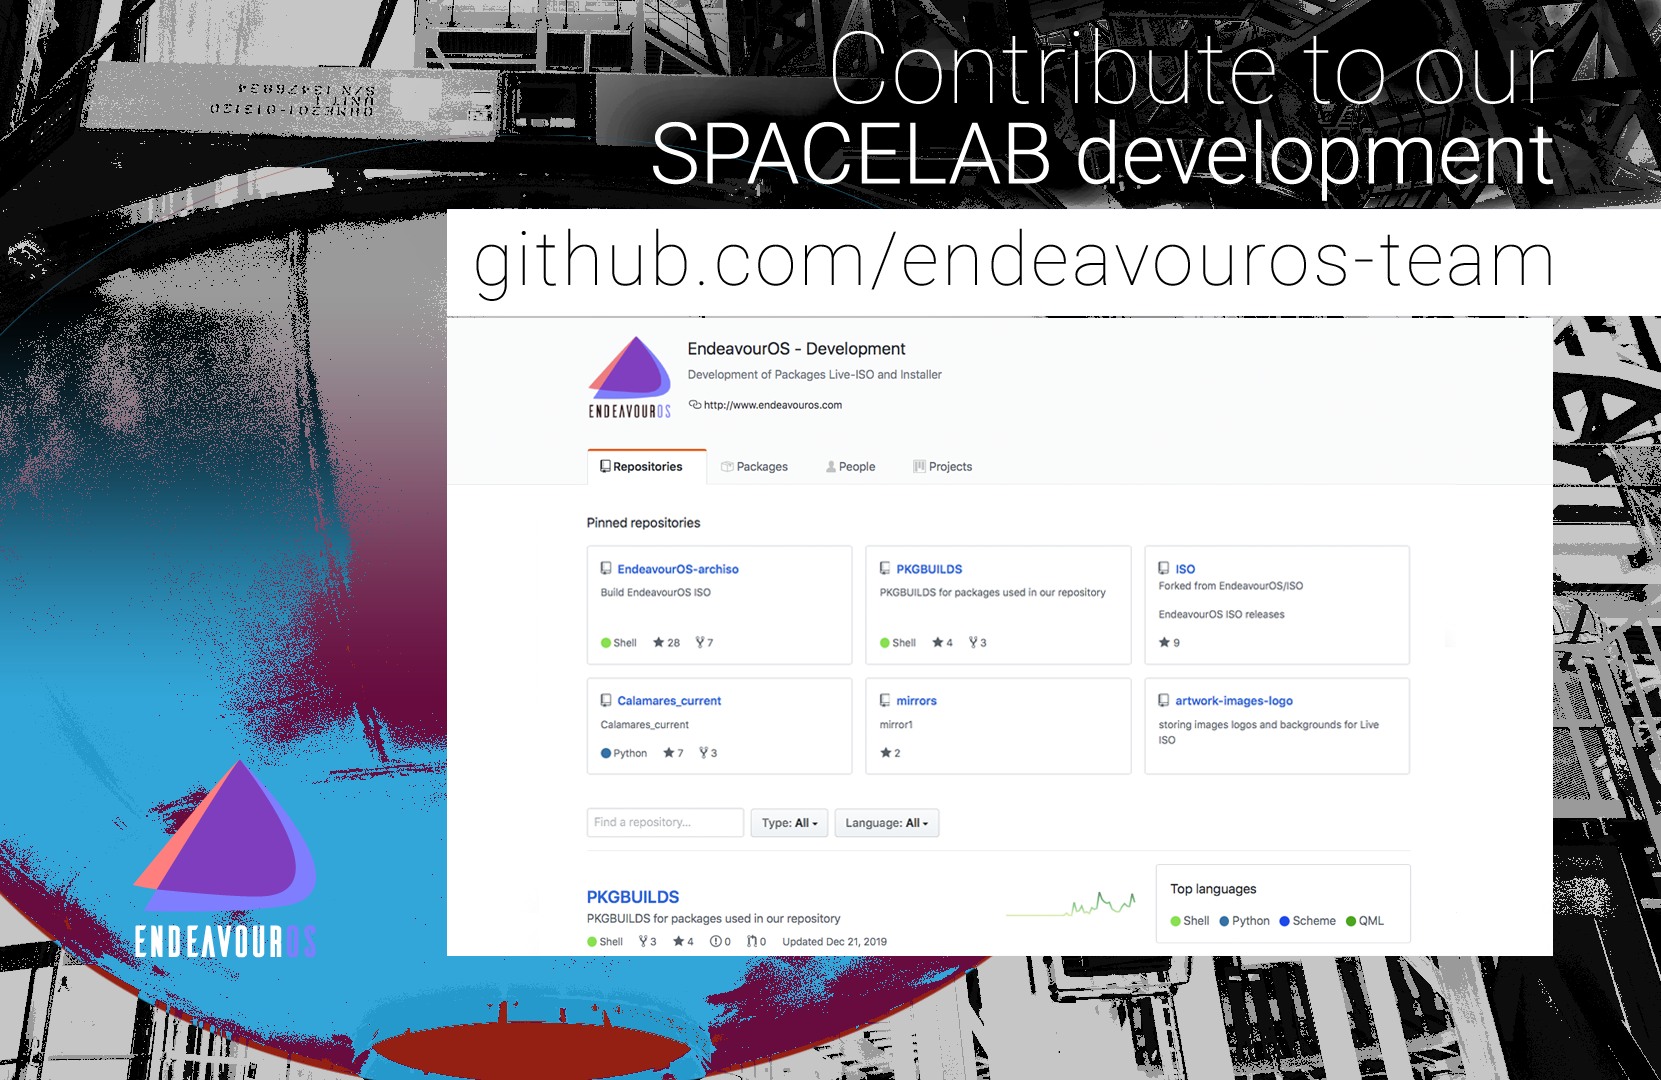 Contribute to our
SPACELAB development
github.com/endeavouros-team
EndeavourOS - Development
Development of Packages Live-ISO and Installer
http://www.endeavouros.com
ENDEAVOUROS
Repositories Packages People Projects
Pinned repositories
EndeavourOS-archiso
Build EndeavourOS ISO
Shell 28 7
PKGBUILDS
PKGBUILDS for packages used in our repository
Shell 4 3
ISO
Forked from EndeavourOS/ISO
EndeavourOS ISO releases
9
Calamares_current
Calamares_current
Python 7 3
mirrors
mirror1
2
artwork-images-logo
storing images logos and backgrounds for Live
ISO
Find a repository... Type: All Language: All
PKGBUILDS
PKGBUILDS for packages used in our repository
Shell 3 4 0 0 Updated Dec 21, 2019
Top languages
Shell Python Scheme QML
ENDEAVOUROS